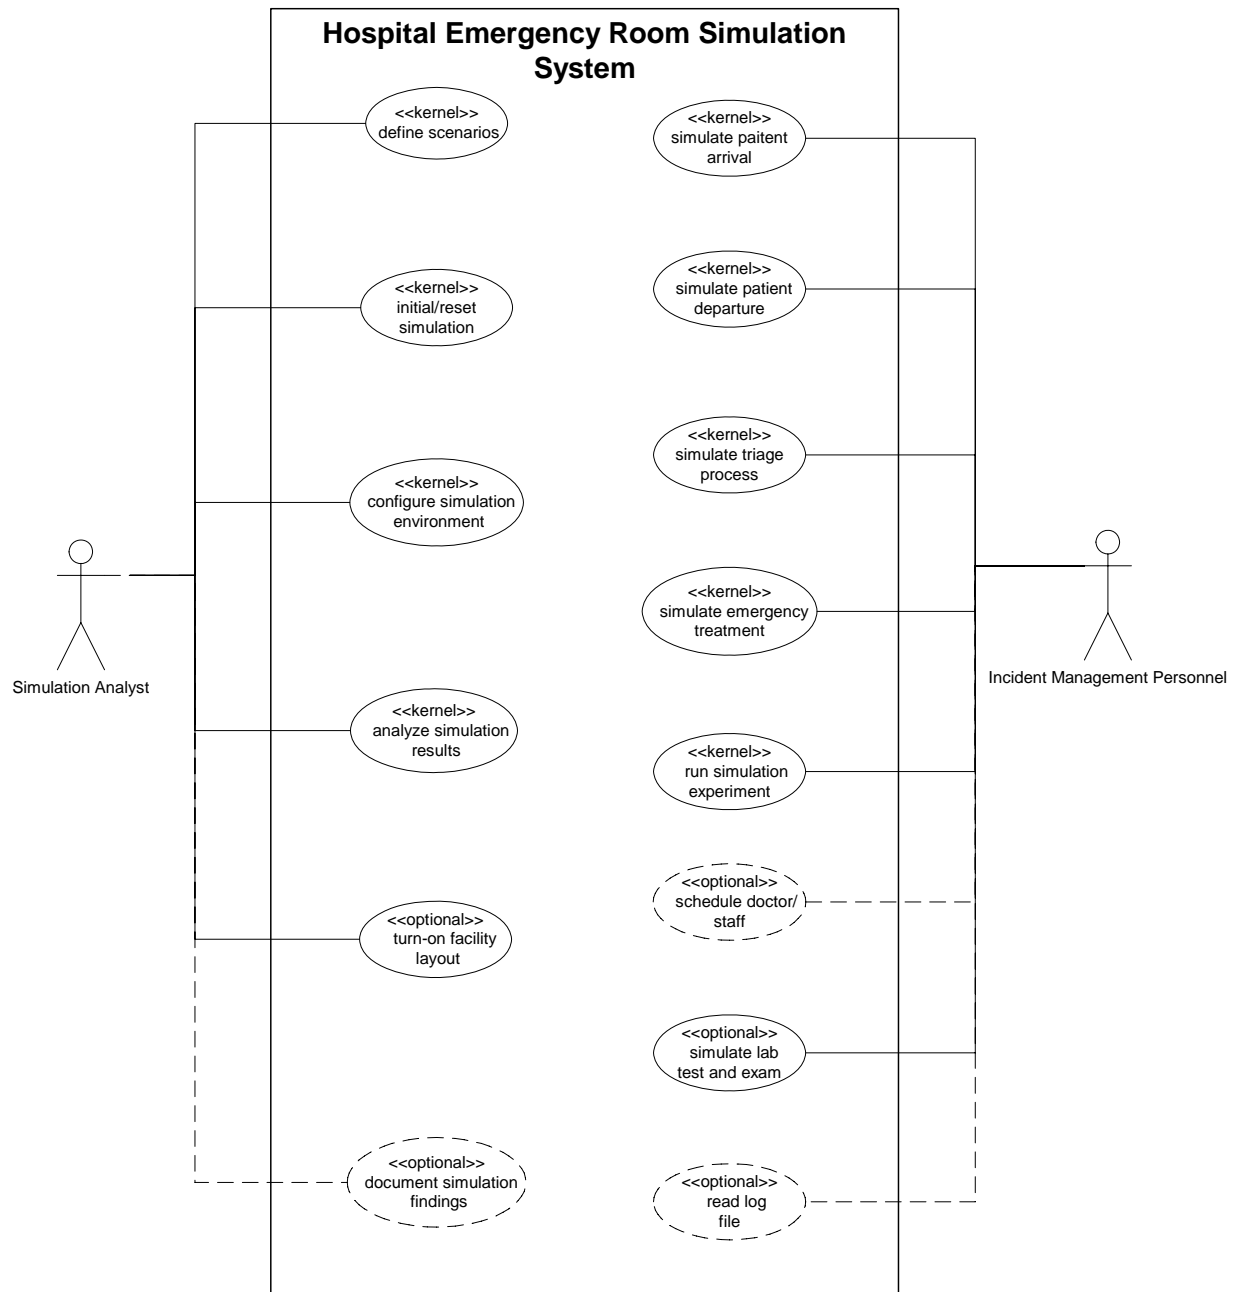 Hospital Emergency Room Simulation
System
<<kernel>>
define scenarios
<<kernel>>
initial/reset
simulation
<<kernel>>
configure simulation
environment
Simulation Analyst
<<kernel>>
analyze simulation
results
<<optional>>
turn-on facility
layout
<<optional>>
document simulation
findings
<<kernel>>
simulate paitent
arrival
<<kernel>>
simulate patient
departure
<<kernel>>
simulate triage
process
<<kernel>>
simulate emergency
treatment
Incident Management Personnel
<<kernel>>
run simulation
experiment
<<optional>>
schedule doctor/
staff
<<optional>>
simulate lab
test and exam
<<optional>>
read log
file